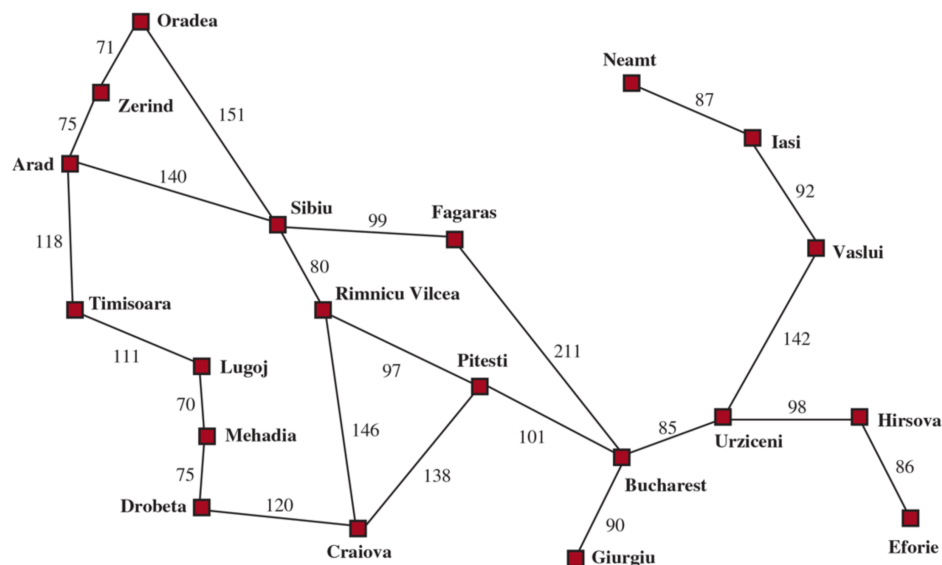 Oradea
71
Neamt
Zerind
87
75
151
Iasi
Arad
140
92
Sibiu
99
Fagaras
118
80
Vaslui
Timisoara
Rimnicu Vilcea
142
111
Lugoj
97
Pitesti
211
70
98
Hirsova
Mehadia
146
101
85
Urziceni
75
138
86
Bucharest
Drobeta
120
90
Craiova
Giurgiu
Eforie